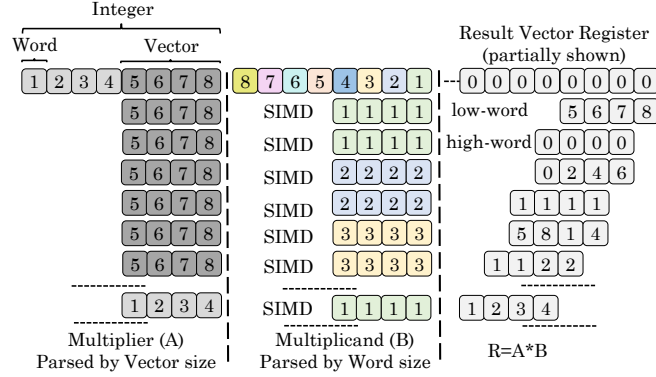 Integer
Word
Vector
Result Vector Register
(partially shown)
1 2 3 4 5 6 7 8
8 7 6 5 4 3 2 1
0 0 0 0 0 0 0 0
5 6 7 8
SIMD
1 1 1 1
low-word
5 6 7 8
5 6 7 8
SIMD
1 1 1 1
high-word
0 0 0 0
5 6 7 8
SIMD
2 2 2 2
0 2 4 6
5 6 7 8
SIMD
2 2 2 2
1 1 1 1
5 6 7 8
SIMD
3 3 3 3
5 8 1 4
5 6 7 8
SIMD
3 3 3 3
1 1 2 2
1 2 3 4
SIMD
1 1 1 1
1 2 3 4
Multiplier (A)
Parsed by Vector size
Multiplicand (B)
Parsed by Word size
R=A*B